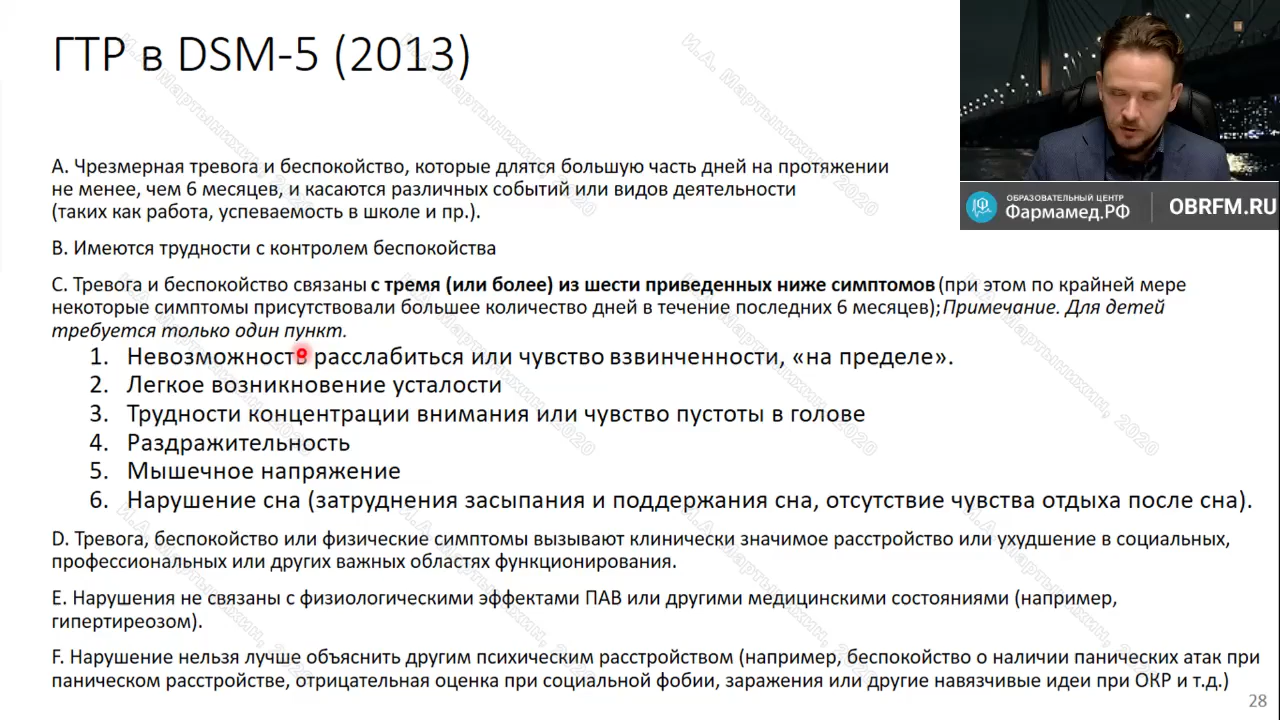 ГТР в DSM-5 (2013)
ОБРАЗОВАТЕЛЬНЫЙ ЦЕНТР
Фармамед.РФ
OBRFM.RU
А. Чрезмерная тревога и беспокойство, которые длятся большую часть дней на протяжении
не менее, чем 6 месяцев, и касаются различных событий или видов деятельности
(таких как работа, успеваемость в школе и пр.).
B. Имеются трудности с контролем беспокойства
C. Тревога и беспокойство связаны с тремя (или более) из шести приведенных ниже симптомов (при этом по крайней мере
некоторые симптомы присутствовали большее количество дней в течение последних 6 месяцев); Примечание. Для детей
требуется только один пункт.
1. Невозможность расслабиться или чувство взвинченности, «на пределе».
2. Легкое возникновение усталости
3. Трудности концентрации внимания или чувство пустоты в голове
4. Раздражительность
5. Мышечное напряжение
6. Нарушение сна (затруднения засыпания и поддержания сна, отсутствие чувства отдыха после сна).
D. Тревога, беспокойство или физические симптомы вызывают клинически значимое расстройство или ухудшение в социальных,
профессиональных или других важных областях функционирования.
E. Нарушения не связаны с физиологическими эффектами ПАВ или другими медицинскими состояниями (например,
гипертиреозом).
F. Нарушение нельзя лучше объяснить другим психическим расстройством (например, беспокойство о наличии панических атак при
паническом расстройстве, отрицательная оценка при социальной фобии, заражения или другие навязчивые идеи при ОКР и т.д.)
28
И.А. Мартынихин, 2020